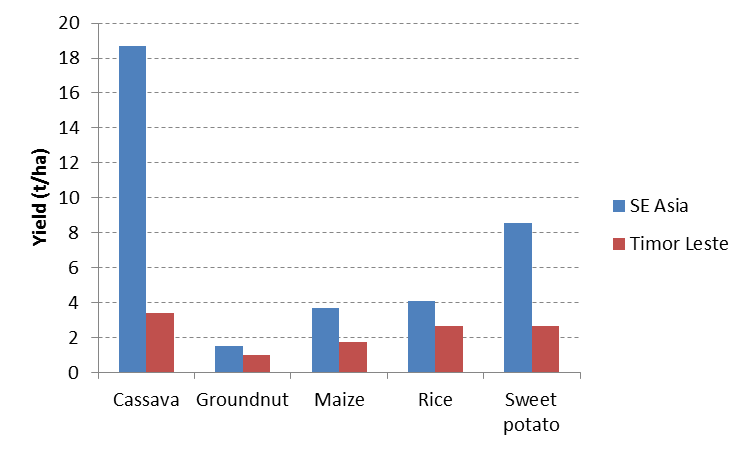 Yield (t/ha)
20
18
16
14
12
10
8
6
4
2
0
Cassava Groundnut Maize Rice Sweet
potato
SE Asia
Timor Leste